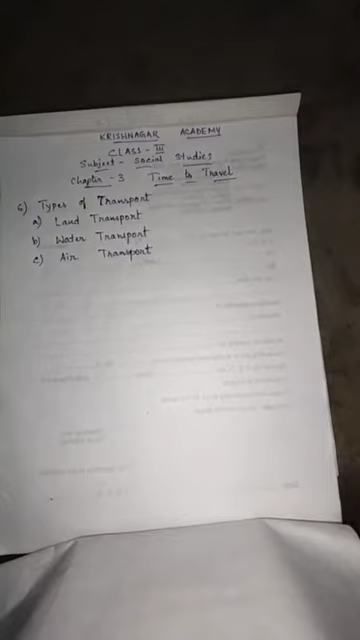 KRISHNAGAR ACADEMY
CLASS - III
Subject - Social Studies
Chapter - 3 Time to Travel
6) Types of Transport
a) Land Transport
b) Water Transport
c) Air Transport